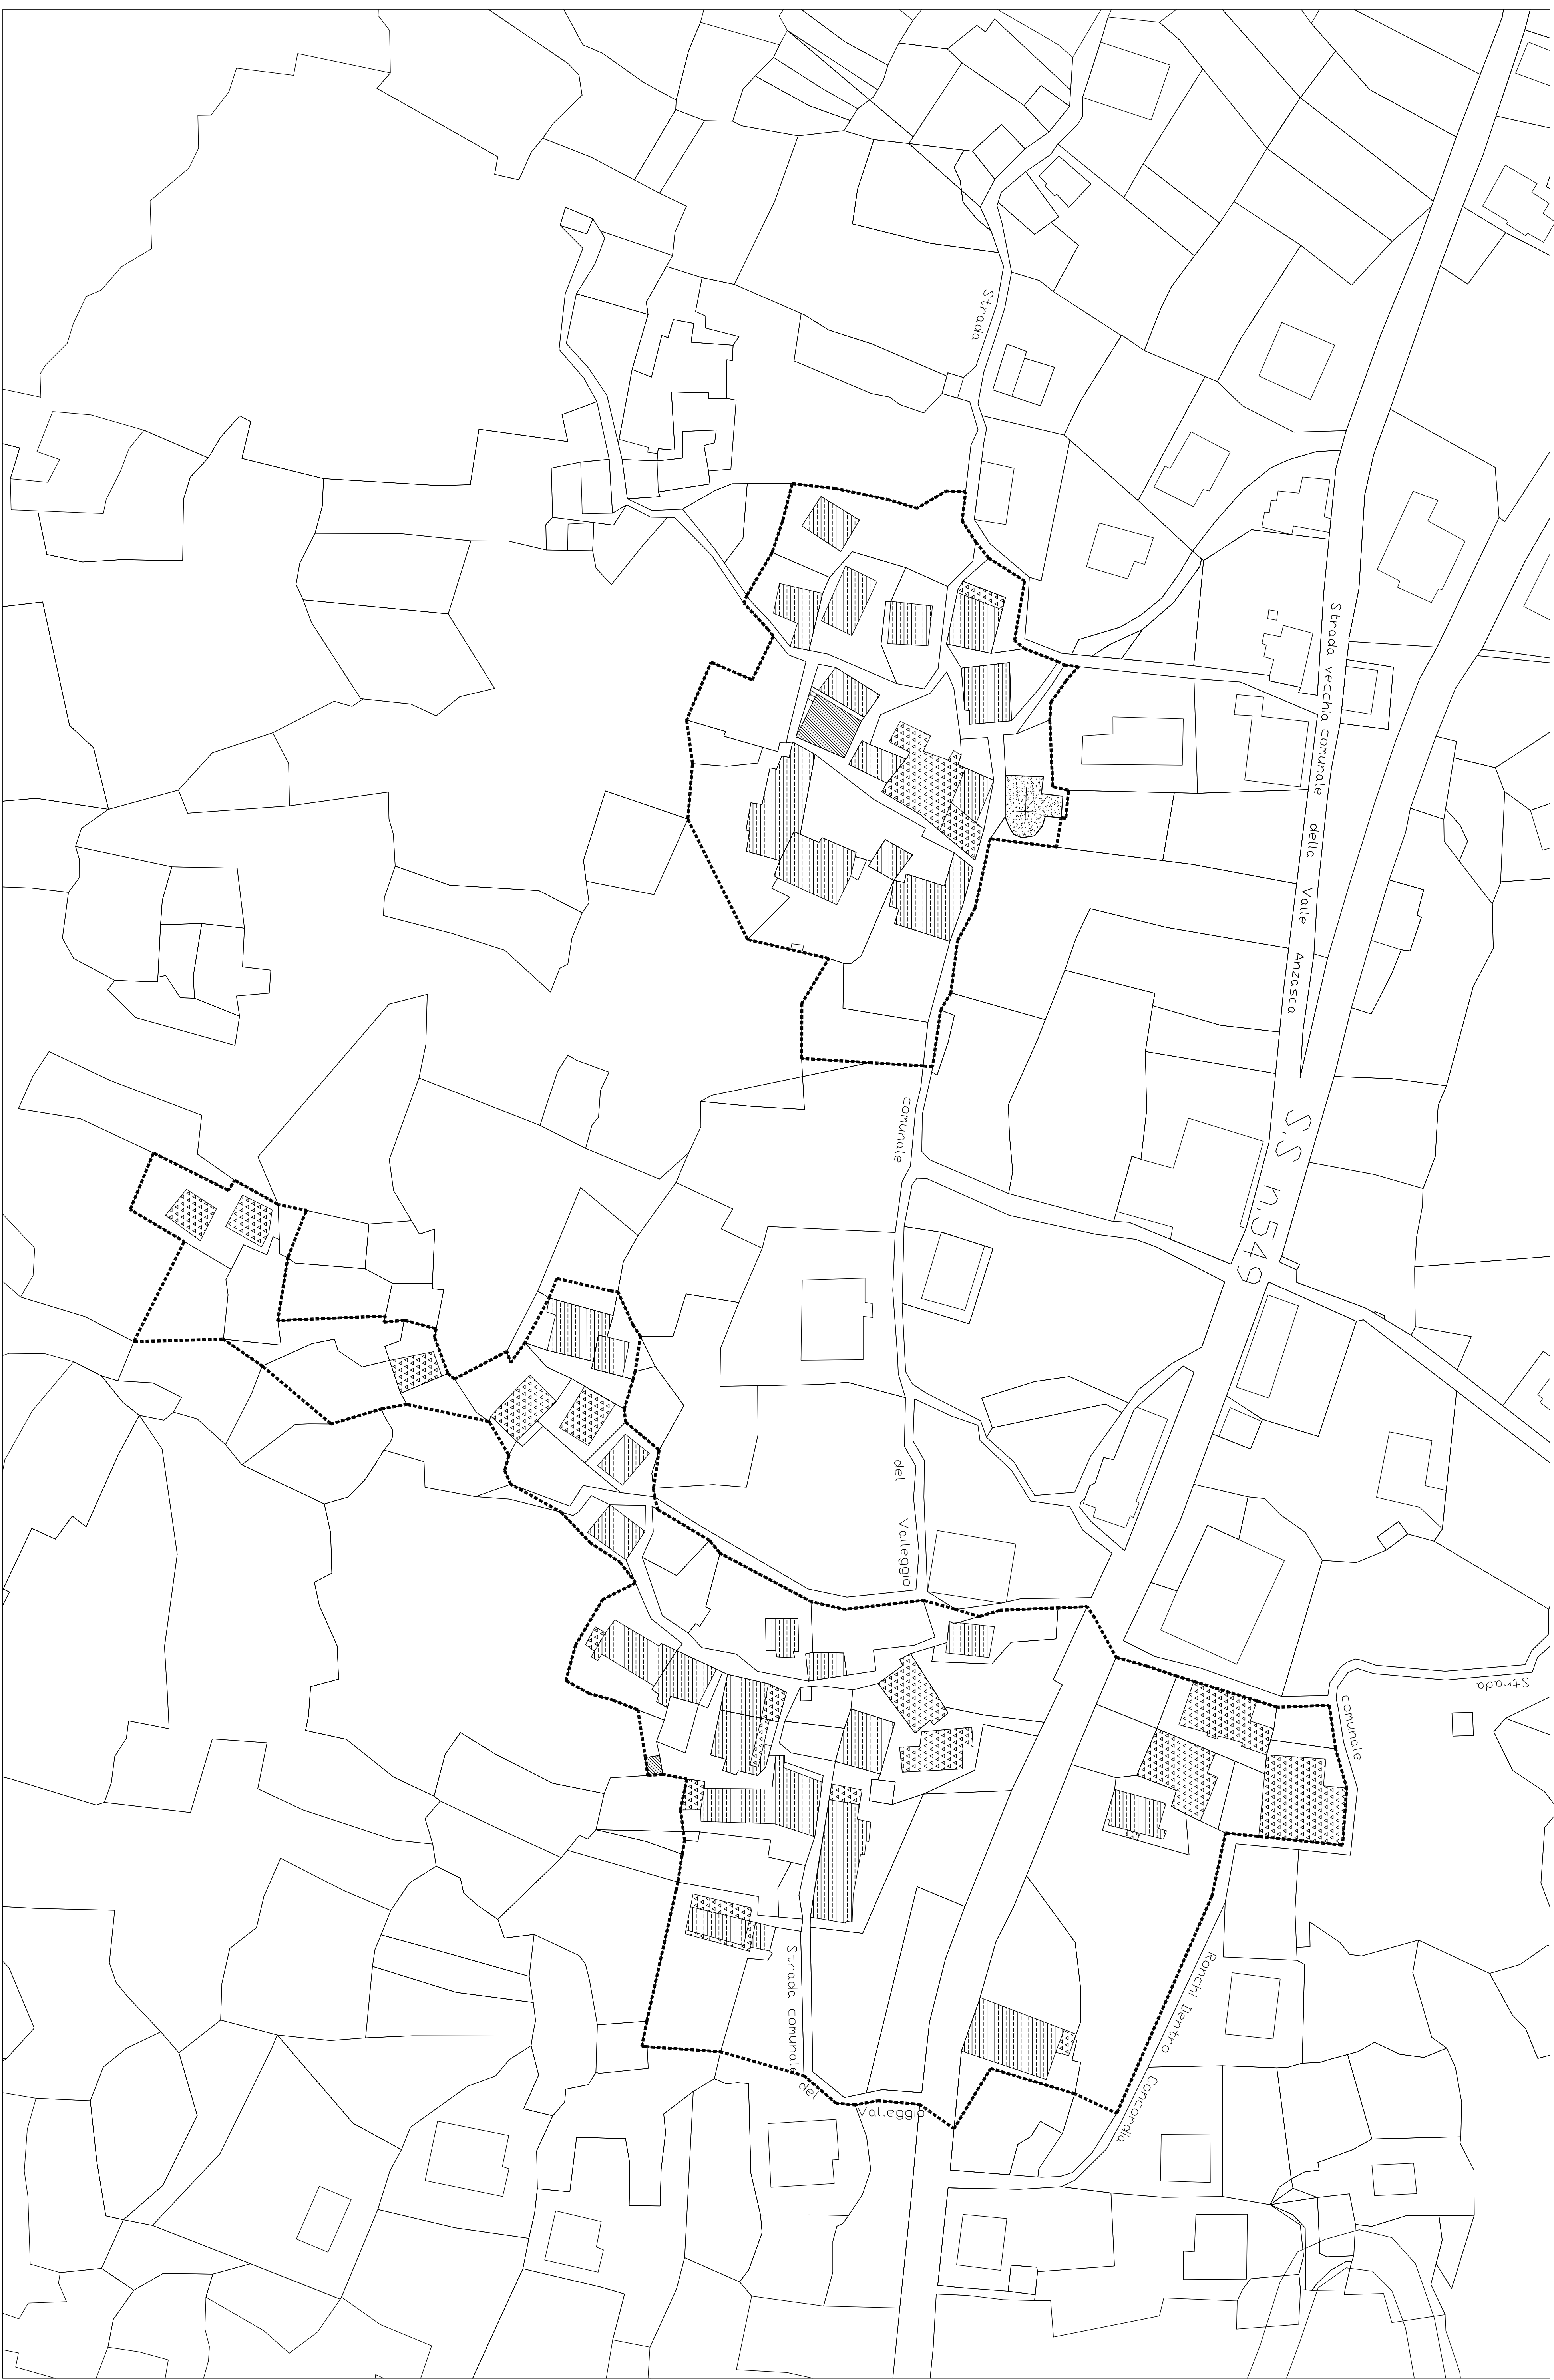 Strada
Strada vecchia comunale della Valle Anzasca
comunale
S.S n.549
del
Valleggio
Strada
comunale
Strada comunale
del
Valleggio
Ronchi Dentro
Concordia